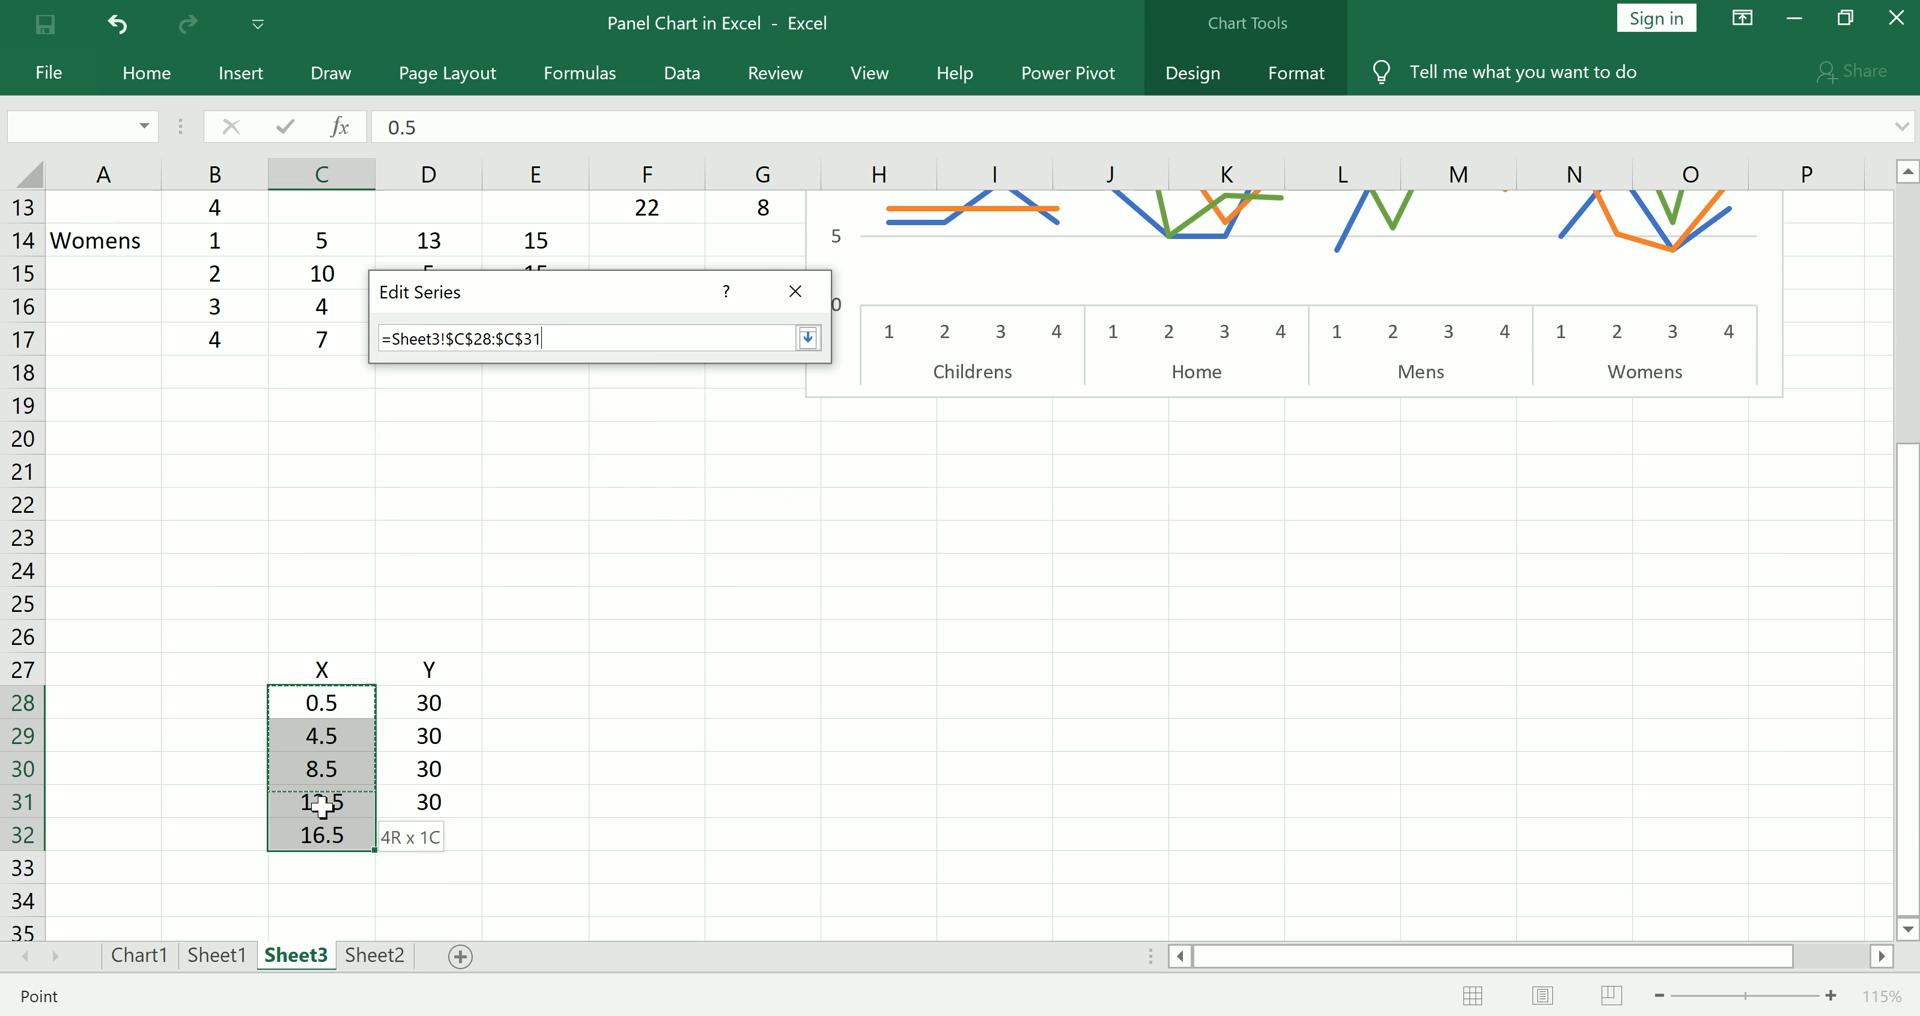 Panel Chart in Excel - Excel
Chart Tools
Sign in
File Home Insert Draw Page Layout Formulas Data Review View Help Power Pivot Design Format Tell me what you want to do Share
fx 0.5
A B C D E F G H I J K L M N O P
13 4 22 8
14 Womens 1 5 13 15
5
15 2 10
Edit Series ? ×
16 3 4
0
17 4 7
=Sheet3!$C$28:$C$31
1 2 3 4 1 2 3 4 1 2 3 4 1 2 3 4
Childrens Home Mens Womens
18
19
20
21
22
23
24
25
26
27 X Y
28 0.5 30
29 4.5 30
30 8.5 30
31 30
32 16.5 4R x 1C
33
34
35
Chart1 Sheet1 Sheet3 Sheet2
Point 115%